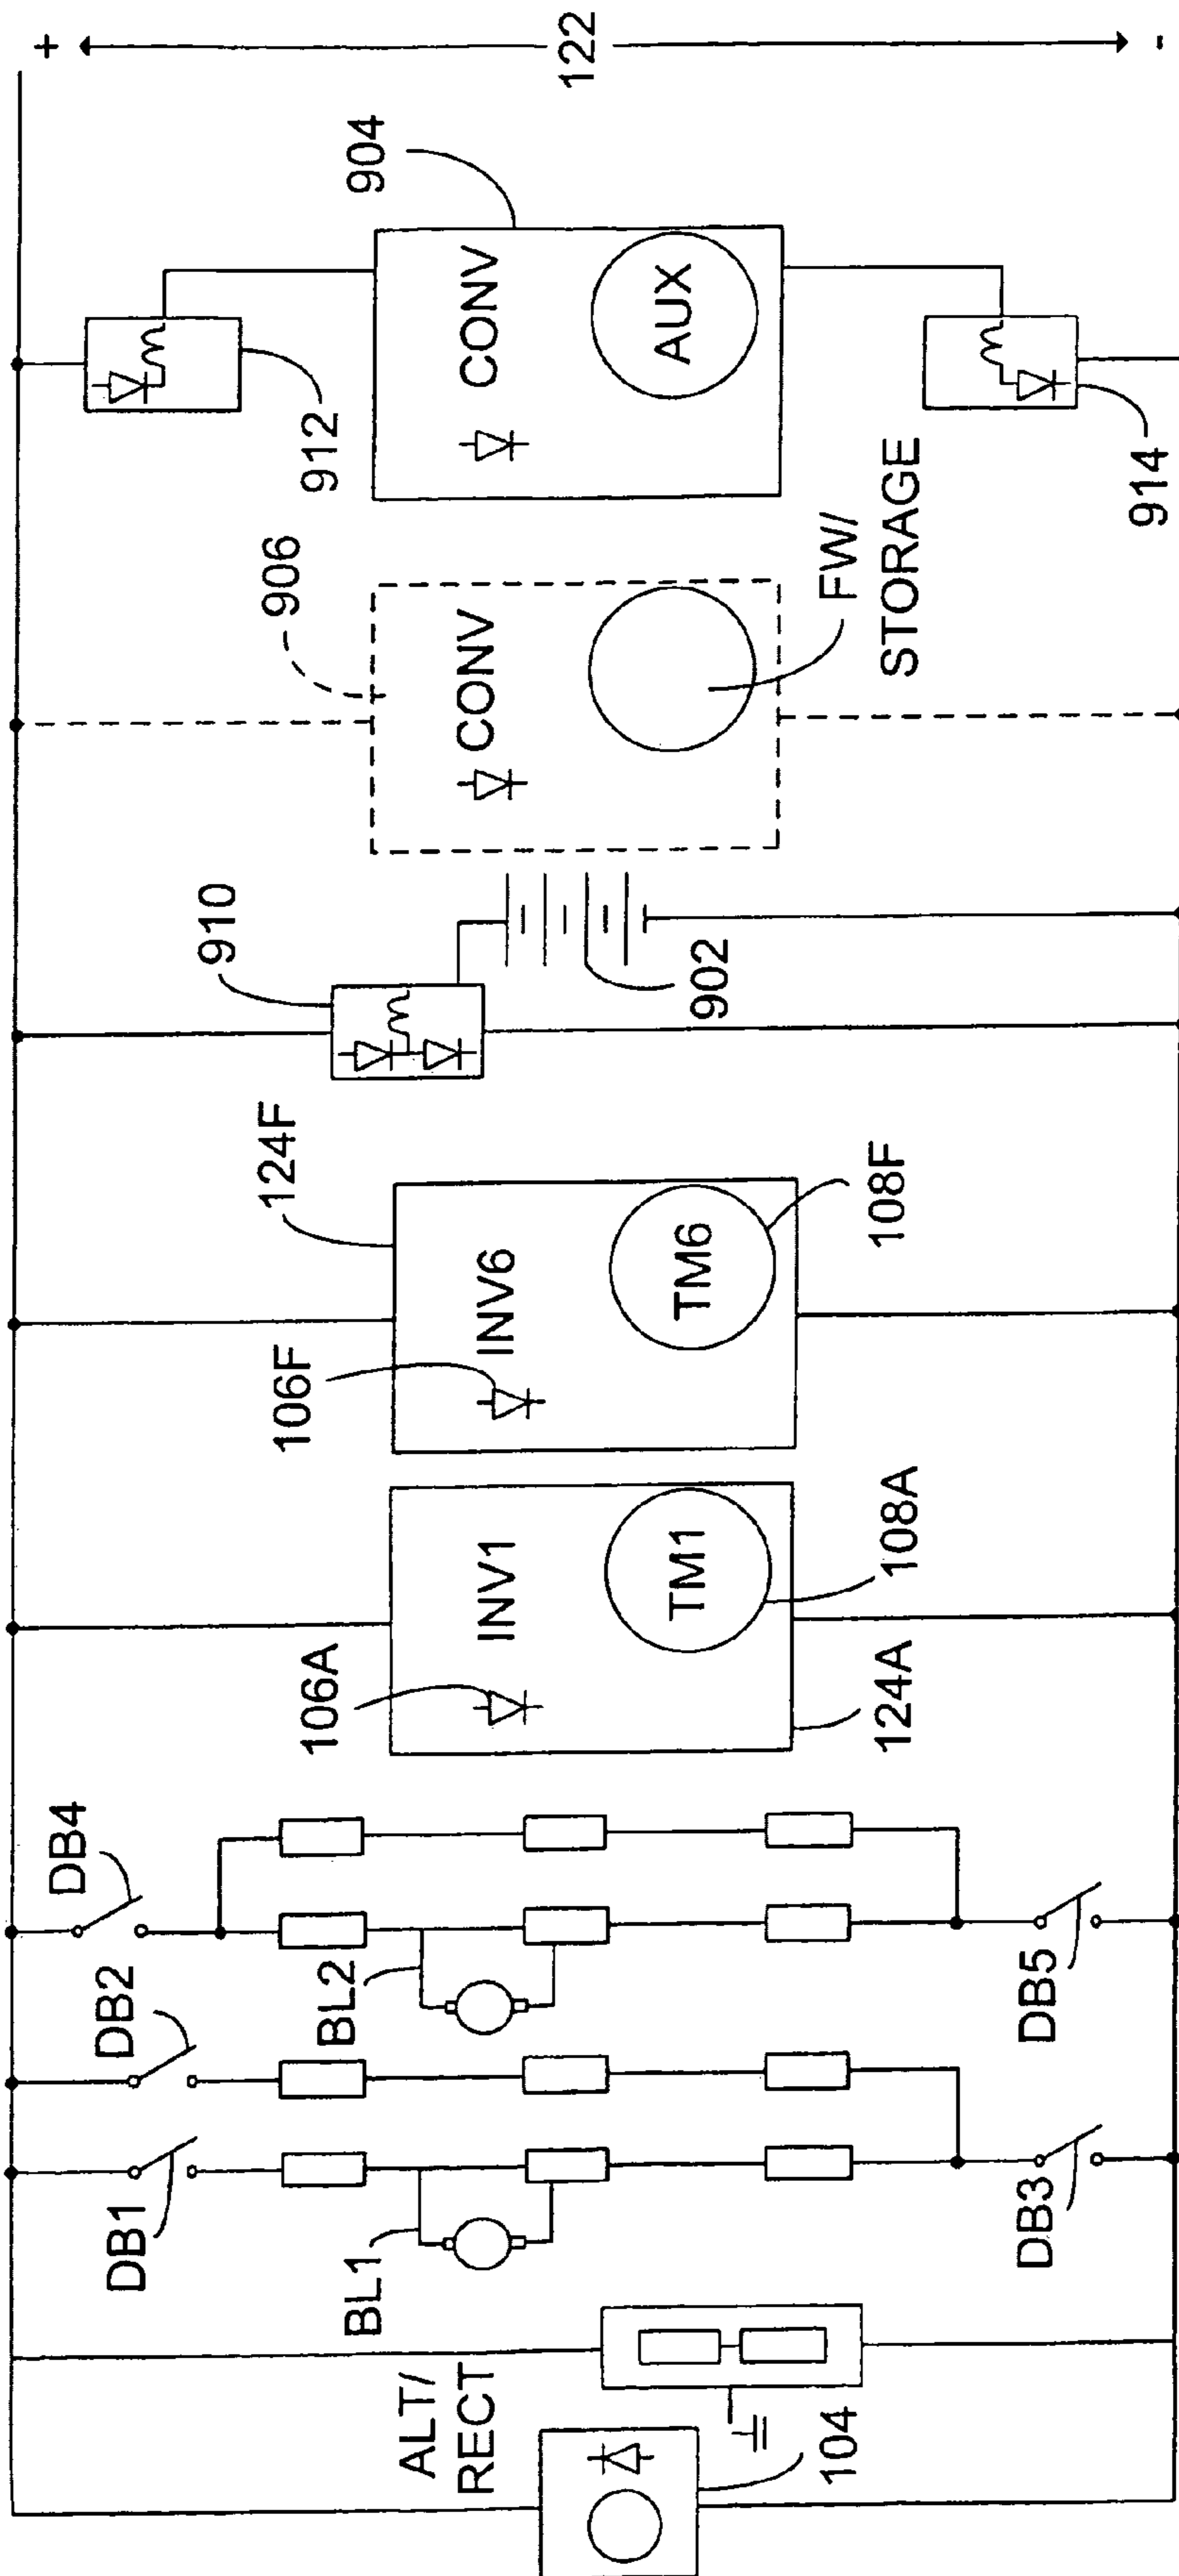 +
122
-
904
CONV
AUX
912
914
906
CONV
FW/
STORAGE
910
902
124F
INV6
TM6
106F
108F
INV1
TM1
106A
108A
124A
DB4
BL2
DB2
DB5
DB1
BL1
DB3
ALT/
RECT
104